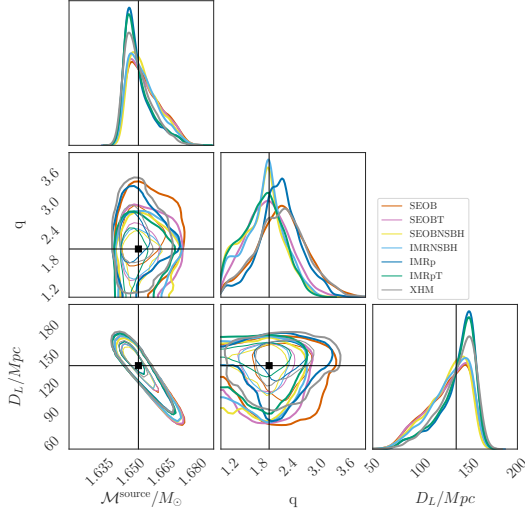 q
3.6
3.0
2.4
1.8
1.2
SEOB
SEOBT
SEOBNSBH
IMRNSBH
IMRp
IMRpT
XHM
D_L/Mpc
180
150
120
90
60
1.635
1.650
1.665
1.680
1.2
1.8
2.4
3.0
3.6
50
100
150
200
ℳ^source/M_⊙
q
D_L/Mpc